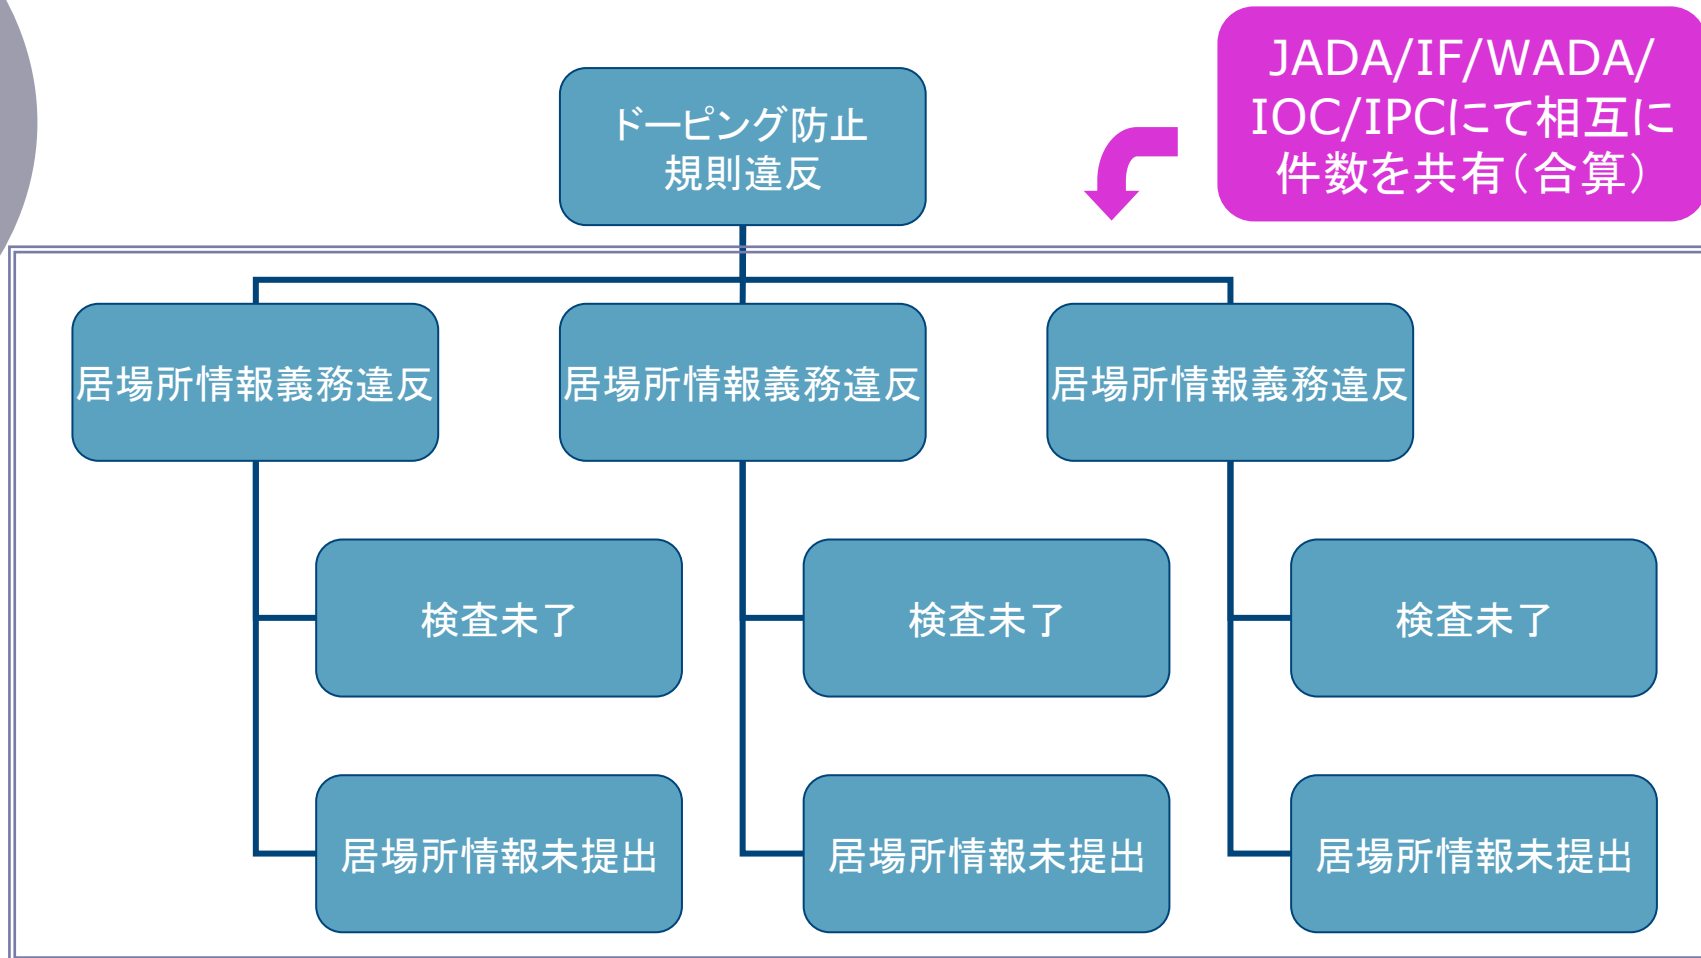 JADA/IF/WADA/
IOC/IPCにて相互に
件数を共有（合算）
ドーピング防止
規則違反
居場所情報義務違反
居場所情報義務違反
居場所情報義務違反
検査未了
検査未了
検査未了
居場所情報未提出
居場所情報未提出
居場所情報未提出